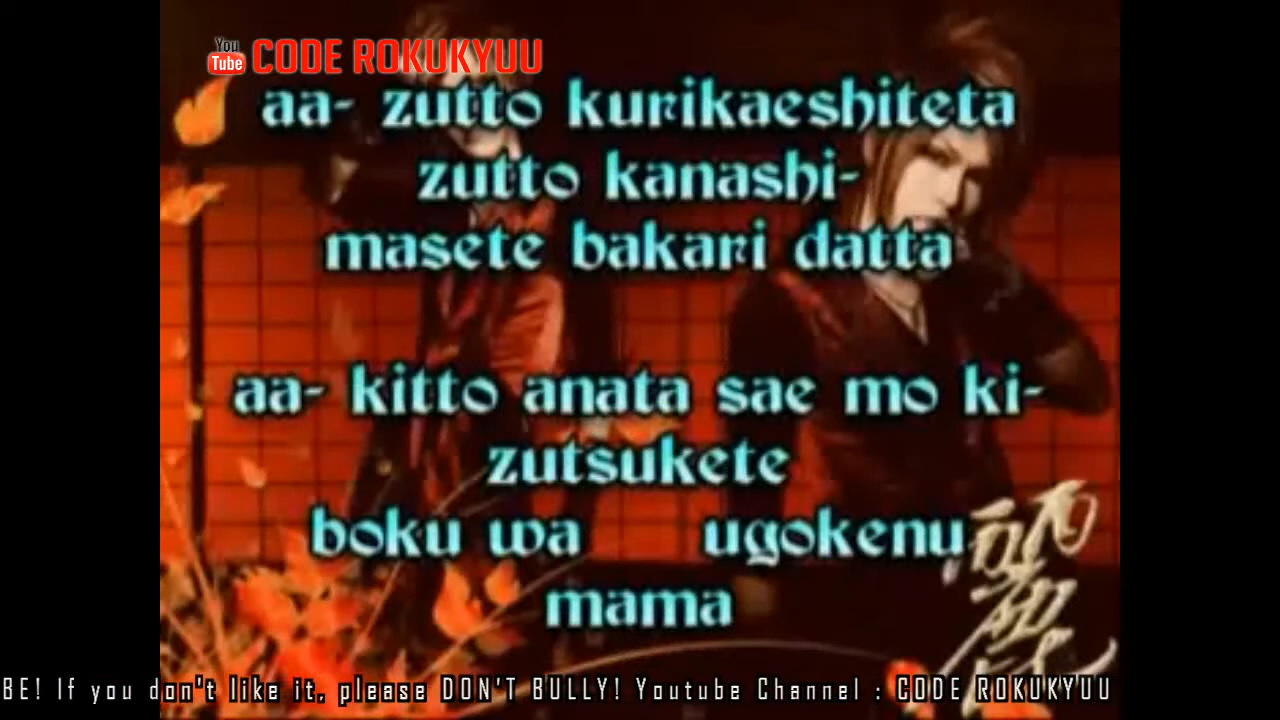 You Tube CODE ROKUKYUU
aa- zutto kurikaeshiteta
zutto kanashi-
masete bakari datta
aa- kitto anata sae mo ki-
zutsukete
boku wa ugokenu
mama
BE! If you don't like it, please DON'T BULLY! Youtube Channel : CODE ROKUKYUU